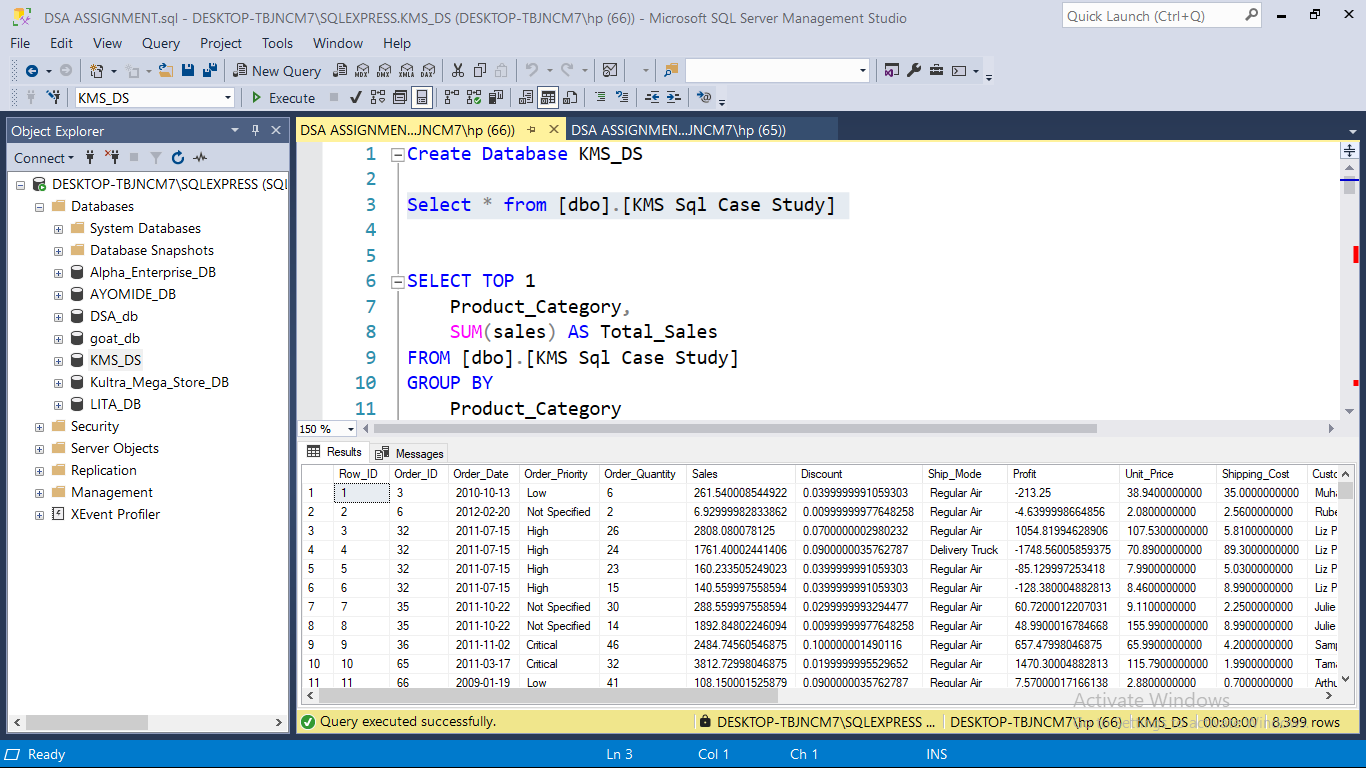 DSA ASSIGNMENT.sql - DESKTOP-TBJNCM7\SQLEXPRESS.KMS_DS (DESKTOP-TBJNCM7\hp (66)) - Microsoft SQL Server Management Studio
Quick Launch (Ctrl+Q)
File Edit View Query Project Tools Window Help
New Query MDX DMX XMLA DAX
KMS_DS Execute
Object Explorer
Connect
DESKTOP-TBJNCM7\SQLEXPRESS (SQl
Databases
System Databases
Database Snapshots
Alpha_Enterprise_DB
AYOMIDE_DB
DSA_db
goat_db
KMS_DS
Kultra_Mega_Store_DB
LITA_DB
Security
Server Objects
Replication
Management
XEvent Profiler
DSA ASSIGNMEN...JNCM7\hp (66)) DSA ASSIGNMEN...JNCM7\hp (65))
1 Create Database KMS_DS
2
3 Select * from [dbo].[KMS Sql Case Study]
4
5
6 SELECT TOP 1
7 Product_Category,
8 SUM(sales) AS Total_Sales
9 FROM [dbo].[KMS Sql Case Study]
10 GROUP BY
11 Product_Category
150 %
Results Messages
Row_ID Order_ID Order_Date Order_Priority Order_Quantity Sales Discount Ship_Mode Profit Unit_Price Shipping_Cost Custo
1 1 3 2010-10-13 Low 6 261.540008544922 0.0399999991059303 Regular Air -213.25 38.9400000000 35.0000000000 Muha
2 2 6 2012-02-20 Not Specified 2 6.92999982833862 0.00999999977648258 Regular Air -4.6399998664856 2.0800000000 2.5600000000 Rube
3 3 32 2011-07-15 High 26 2808.080078125 0.0700000002980232 Regular Air 1054.81994628906 107.5300000000 5.8100000000 Liz P
4 4 32 2011-07-15 High 24 1761.40002441406 0.0900000035762787 Delivery Truck -1748.56005859375 70.8900000000 89.3000000000 Liz P
5 5 32 2011-07-15 High 23 160.233505249023 0.0399999991059303 Regular Air -85.129997253418 7.9900000000 5.0300000000 Liz P
6 6 32 2011-07-15 High 15 140.559997558594 0.0399999991059303 Regular Air -128.380004882813 8.4600000000 8.9900000000 Liz P
7 7 35 2011-10-22 Not Specified 30 288.559997558594 0.0299999993294477 Regular Air 60.7200012207031 9.1100000000 2.2500000000 Julie
8 8 35 2011-10-22 Not Specified 14 1892.84802246094 0.00999999977648258 Regular Air 48.9900016784668 155.9900000000 8.9900000000 Julie
9 9 36 2011-11-02 Critical 46 2484.74560546875 0.100000001490116 Regular Air 657.47998046875 65.9900000000 4.2000000000 Samp
10 10 65 2011-03-17 Critical 32 3812.72998046875 0.0199999995529652 Regular Air 1470.30004882813 115.7900000000 1.9900000000 Tama
11 11 66 2009-01-19 Low 41 108.150001525879 0.0900000035762787 Regular Air 7.57000017166138 2.8800000000 0.7000000000 Arthu
Activate Windows
Query executed successfully. DESKTOP-TBJNCM7\SQLEXPRESS ... DESKTOP-TBJNCM7\hp (66) KMS_DS 00:00:00 8,399 rows
Ready Ln 3 Col 1 Ch 1 INS